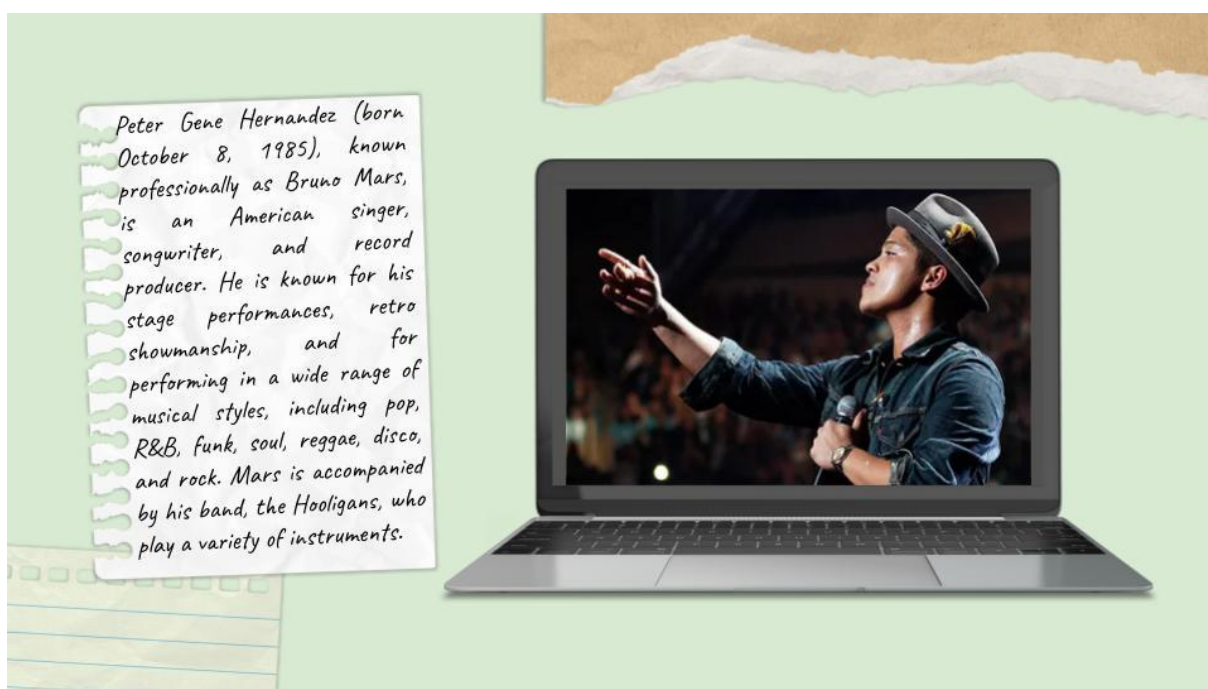 Peter Gene Hernandez (born
October 8, 1985), known
professionally as Bruno Mars,
is an American singer,
songwriter, and record
producer. He is known for his
stage performances, retro
showmanship, and for
performing in a wide range of
musical styles, including pop,
R&B, funk, soul, reggae, disco,
and rock. Mars is accompanied
by his band, the Hooligans, who
play a variety of instruments.